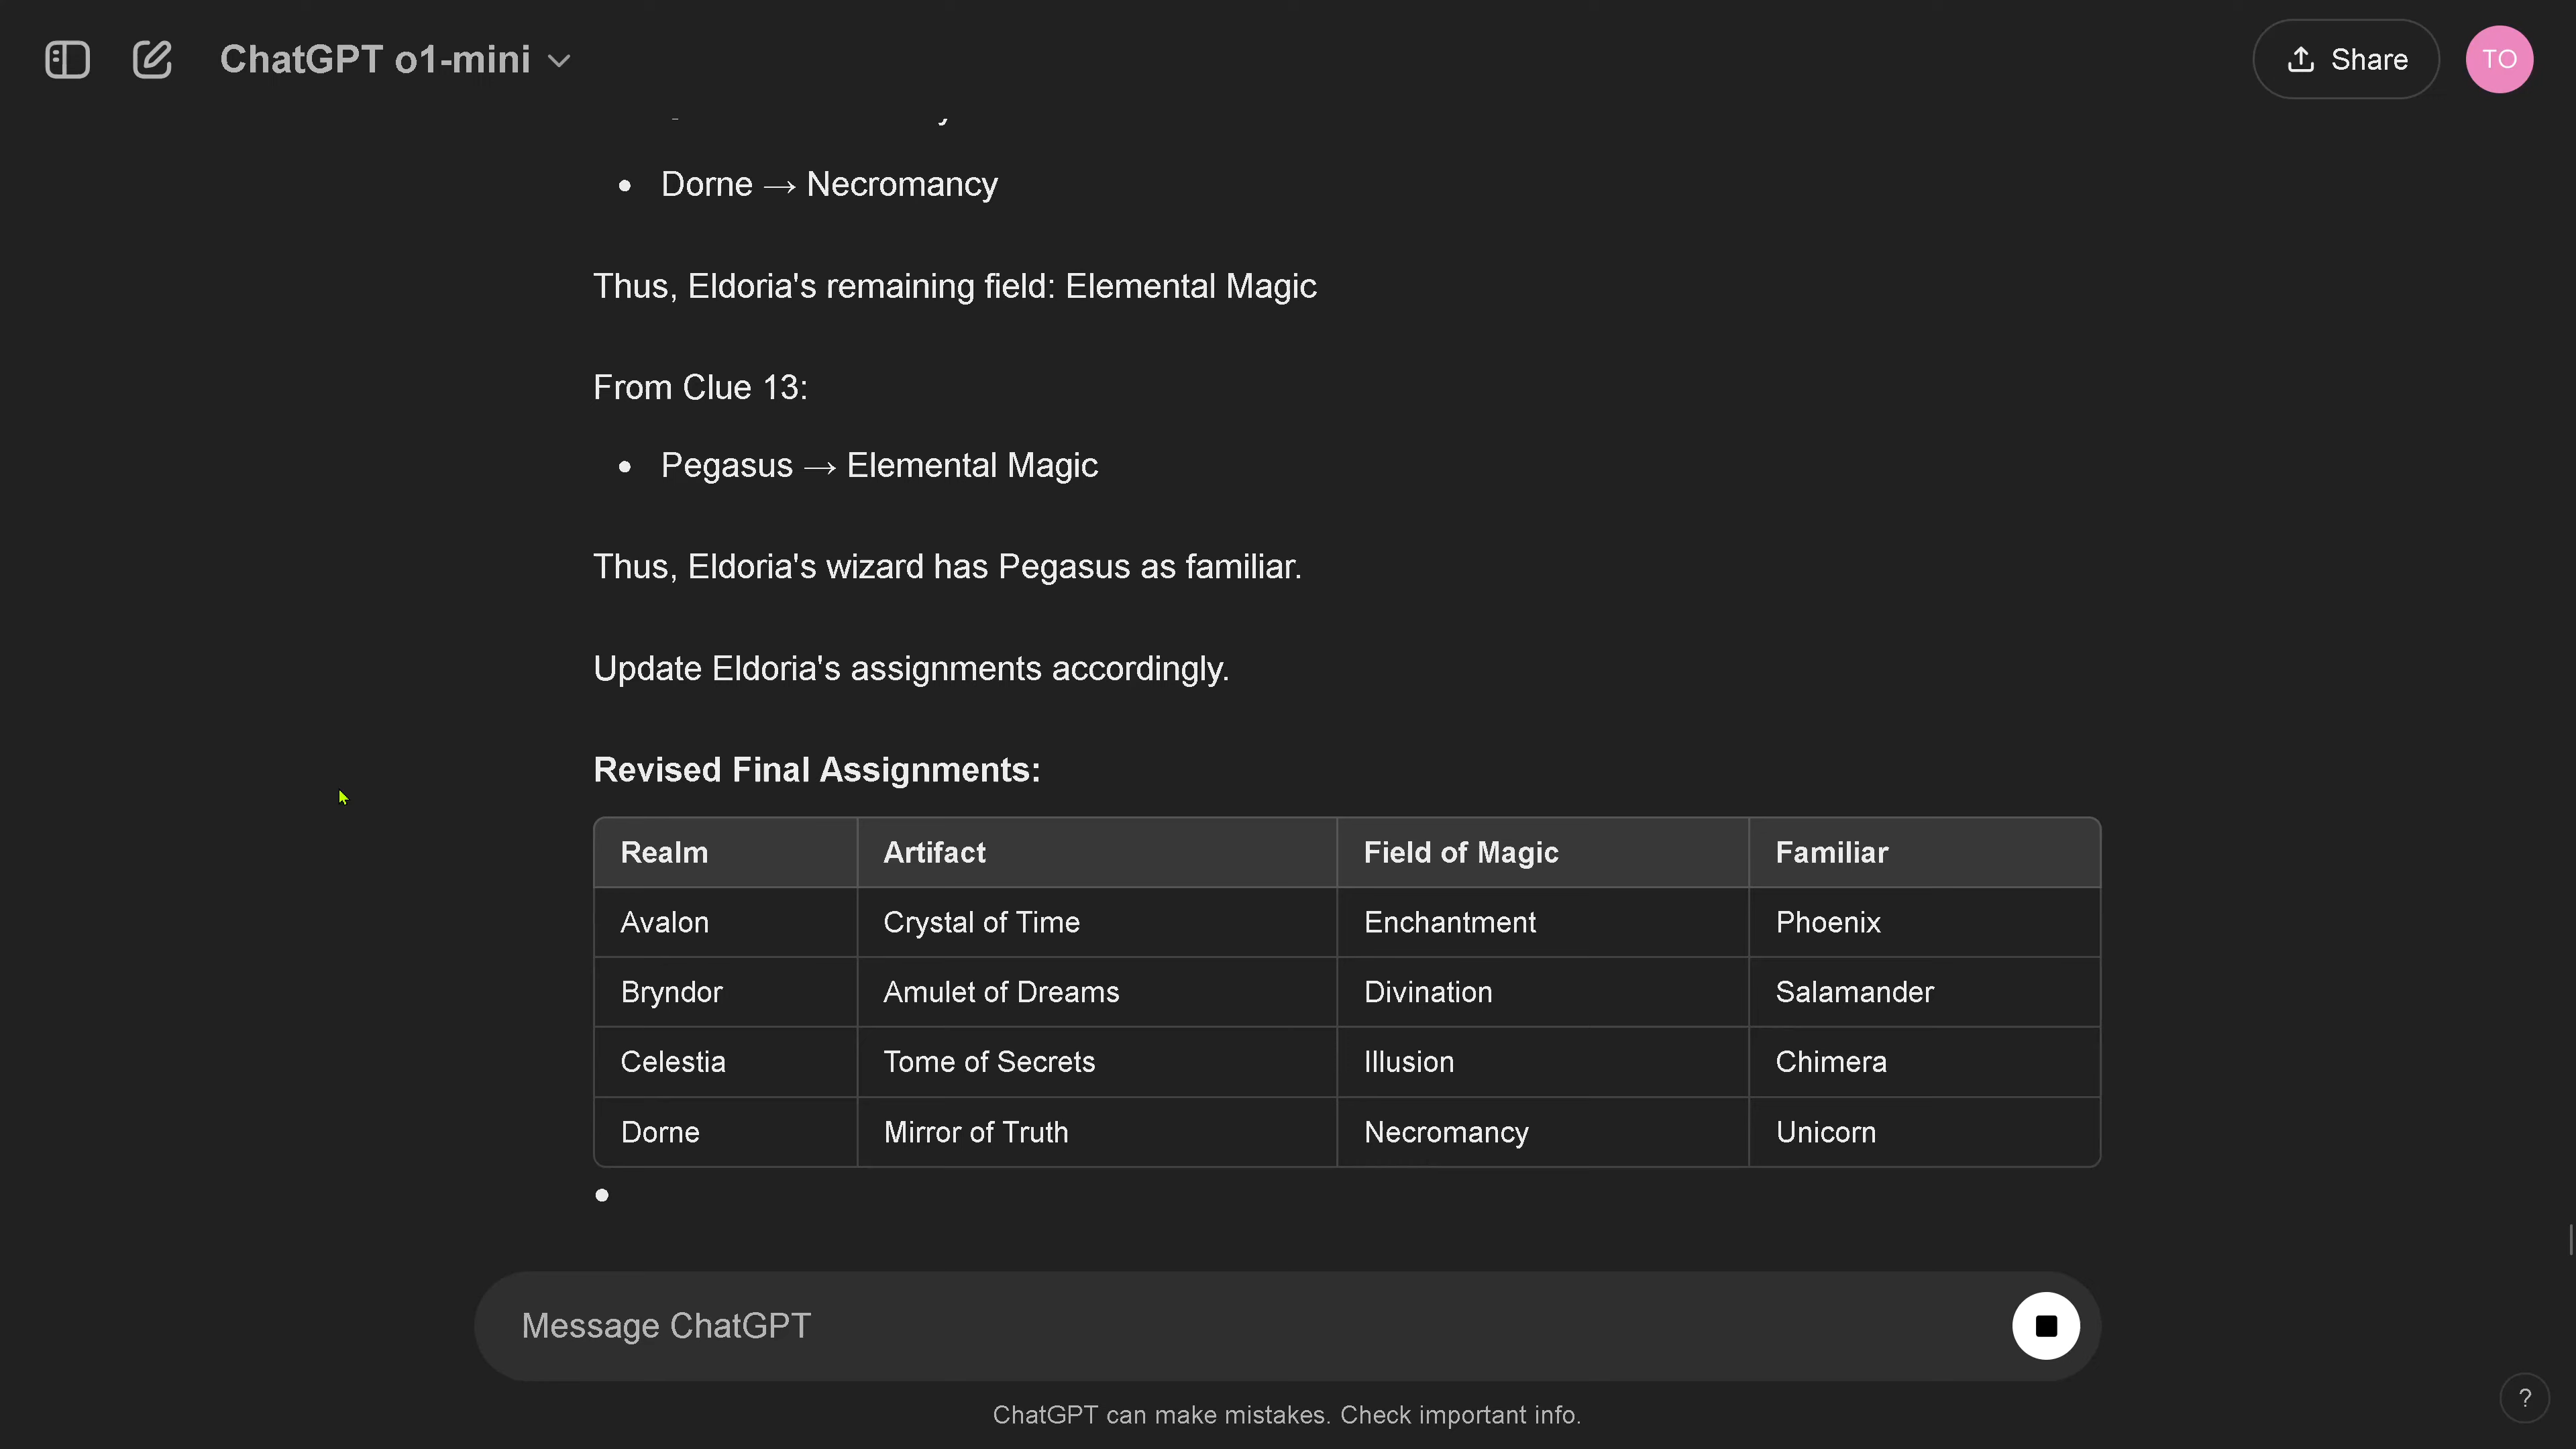 ChatGPT o1-mini
Share
TO
• Dorne → Necromancy
Thus, Eldoria's remaining field: Elemental Magic
From Clue 13:
• Pegasus → Elemental Magic
Thus, Eldoria's wizard has Pegasus as familiar.
Update Eldoria's assignments accordingly.
Revised Final Assignments:
Realm Artifact Field of Magic Familiar
Avalon Crystal of Time Enchantment Phoenix
Bryndor Amulet of Dreams Divination Salamander
Celestia Tome of Secrets Illusion Chimera
Dorne Mirror of Truth Necromancy Unicorn
Message ChatGPT
ChatGPT can make mistakes. Check important info.
?